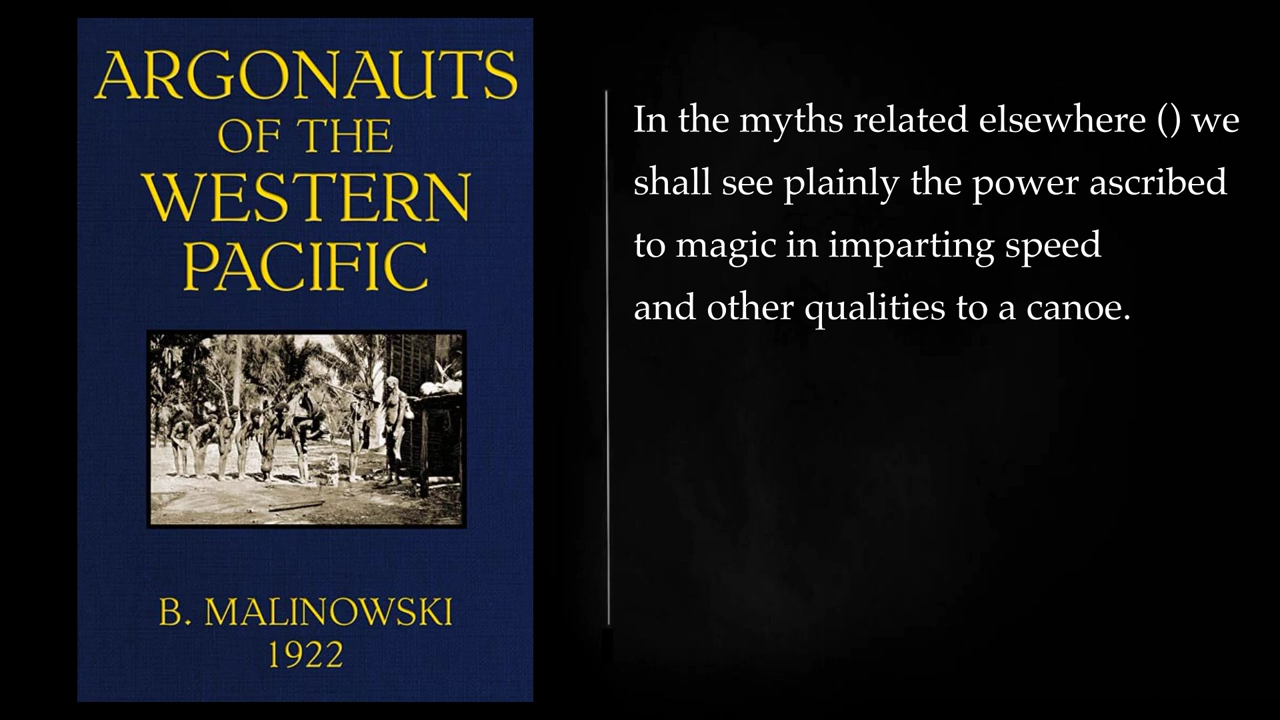 ARGONAUTS
OF THE
WESTERN
PACIFIC
B. MALINOWSKI
1922
In the myths related elsewhere () we
shall see plainly the power ascribed
to magic in imparting speed
and other qualities to a canoe.